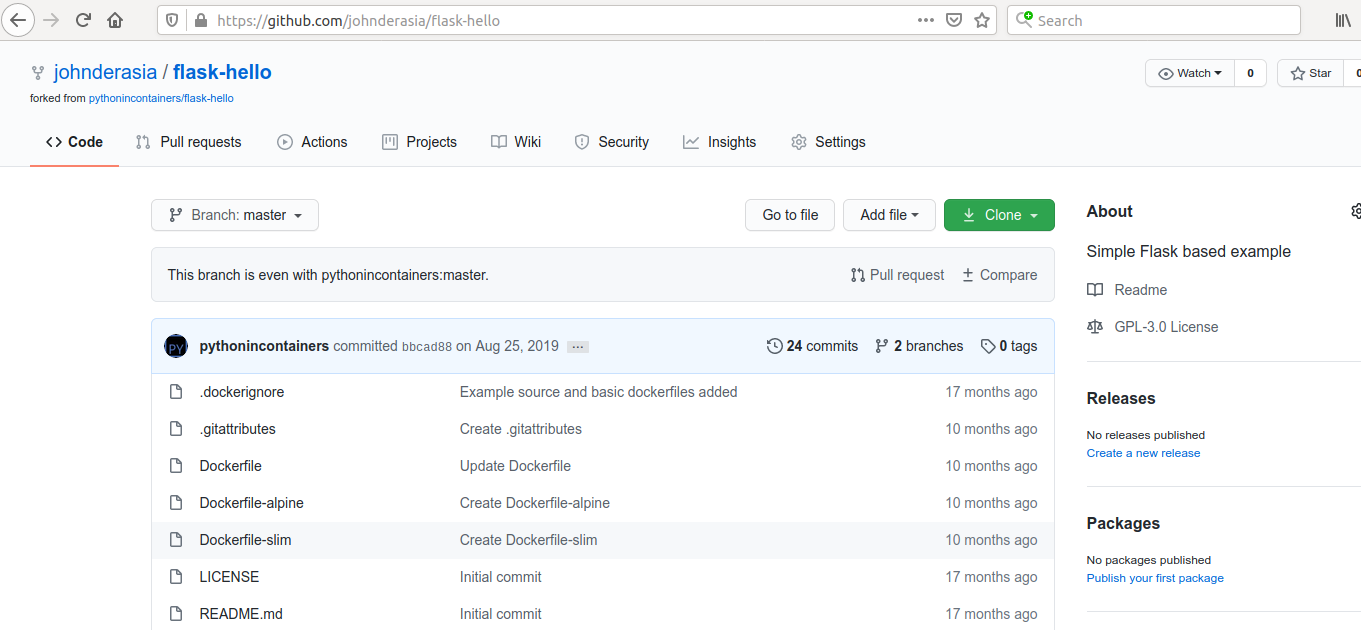 https://github.com/johnderasia/flask-hello
Search
johnderasia / flask-hello
Watch 0 Star 0
forked from pythonincontainers/flask-hello
Code Pull requests Actions Projects Wiki Security Insights Settings
Branch: master Go to file Add file Clone
About
This branch is even with pythonincontainers:master. Pull request Compare
Simple Flask based example
Readme
GPL-3.0 License
PY pythonincontainers committed bbcad88 on Aug 25, 2019 ... 24 commits 2 branches 0 tags
.dockerignore Example source and basic dockerfiles added 17 months ago
.gitattributes Create .gitattributes 10 months ago
Dockerfile Update Dockerfile 10 months ago
Dockerfile-alpine Create Dockerfile-alpine 10 months ago
Dockerfile-slim Create Dockerfile-slim 10 months ago
LICENSE Initial commit 17 months ago
README.md Initial commit 17 months ago
Releases
No releases published
Create a new release
Packages
No packages published
Publish your first package